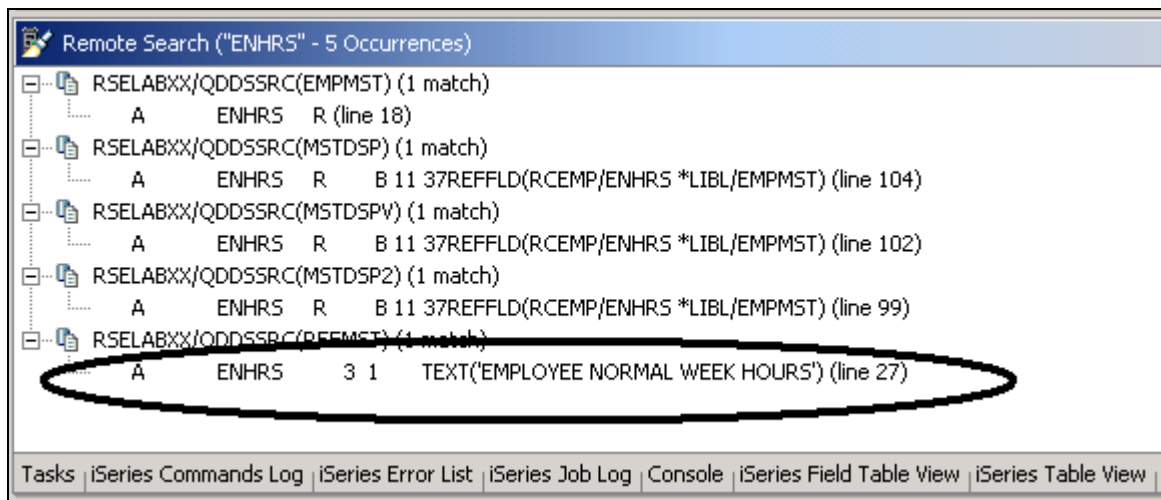 Remote Search ("ENHRS" - 5 Occurrences)
RSELABXX/QDDSSRC(EMPMST) (1 match)
A ENHRS R (line 18)
RSELABXX/QDDSSRC(MSTDSP) (1 match)
A ENHRS R B 11 37REFFLD(RCEMP/ENHRS *LIBL/EMPMST) (line 104)
RSELABXX/QDDSSRC(MSTDSPV) (1 match)
A ENHRS R B 11 37REFFLD(RCEMP/ENHRS *LIBL/EMPMST) (line 102)
RSELABXX/QDDSSRC(MSTDSP2) (1 match)
A ENHRS R B 11 37REFFLD(RCEMP/ENHRS *LIBL/EMPMST) (line 99)
RSELABXX/QDDSSRC(REFMST) (1 match)
A ENHRS 3 1 TEXT('EMPLOYEE NORMAL WEEK HOURS') (line 27)
Tasks iSeries Commands Log iSeries Error List iSeries Job Log Console iSeries Field Table View iSeries Table View